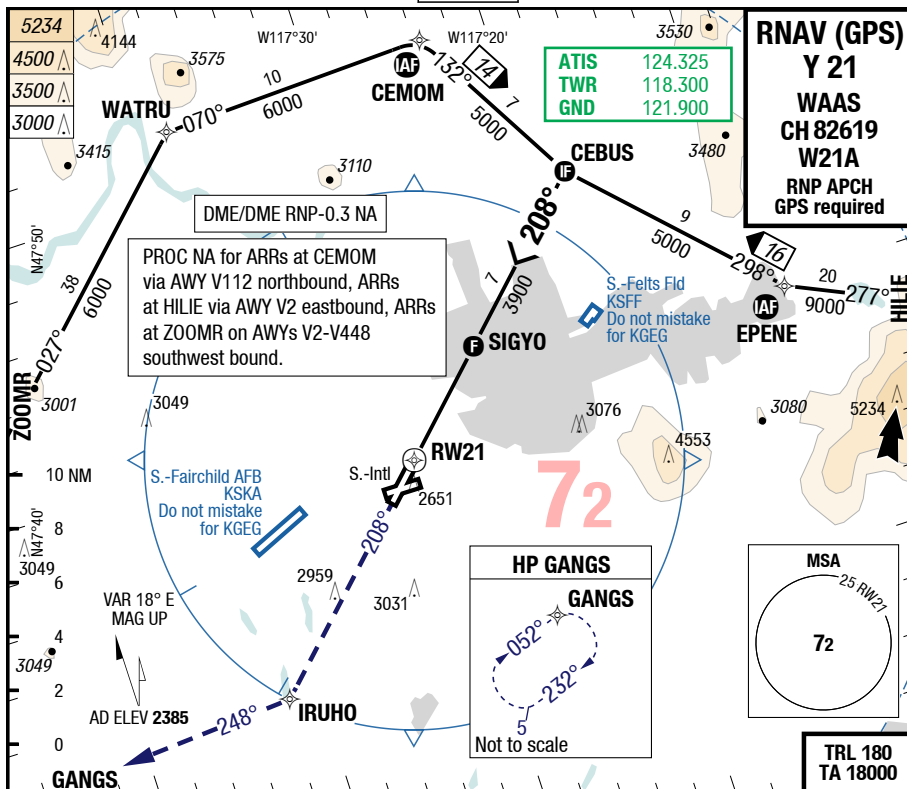 5234
4500
3500
3000
4144
3575
W117°30'
W117°20'
3530
10
6000
070°
WATRU
IAF
CEMOM
132°
14
7
5000
ATIS 124.325
TWR 118.300
GND 121.900
RNAV (GPS)
Y 21
WAAS
CH 82619
W21A
RNP APCH
GPS required
3415
3110
3480
CEBUS
IF
DME/DME RNP-0.3 NA
208°
9
5000
16
298°
N47°50'
PROC NA for ARRs at CEMOM
via AWY V112 northbound, ARRs
at HILIE via AWY V2 eastbound, ARRs
at ZOOMR on AWYs V2-V448
southwest bound.
38
6000
027°
7
3900
S.-Felts Fld
KSFF
Do not mistake
for KGEG
20
9000
277°
HILIE
IAF
EPENE
F
SIGYO
ZOOMR
3001
3049
3076
3080
5234
4553
RW21
10 NM
S.-Intl
2651
72
S.-Fairchild AFB
KSKA
Do not mistake
for KGEG
208°
8
N47°40'
3049
6
2959
3031
HP GANGS
GANGS
052°
232°
5
Not to scale
MSA
25 RW21
72
VAR 18° E
MAG UP
4
3049
2
AD ELEV 2385
IRUHO
248°
0
GANGS
TRL 180
TA 18000